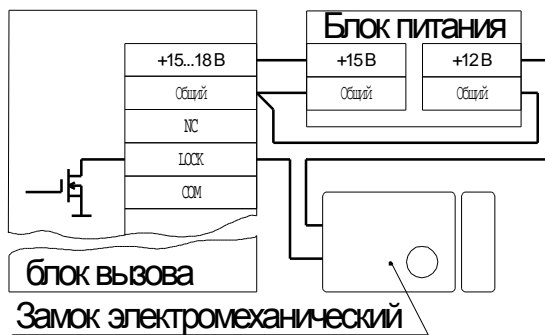 Блок питания
+15...18 В
+15 В
+12 В
Общий
Общий
Общий
NC
LOCK
COM
блок вызова
Замок электромеханический